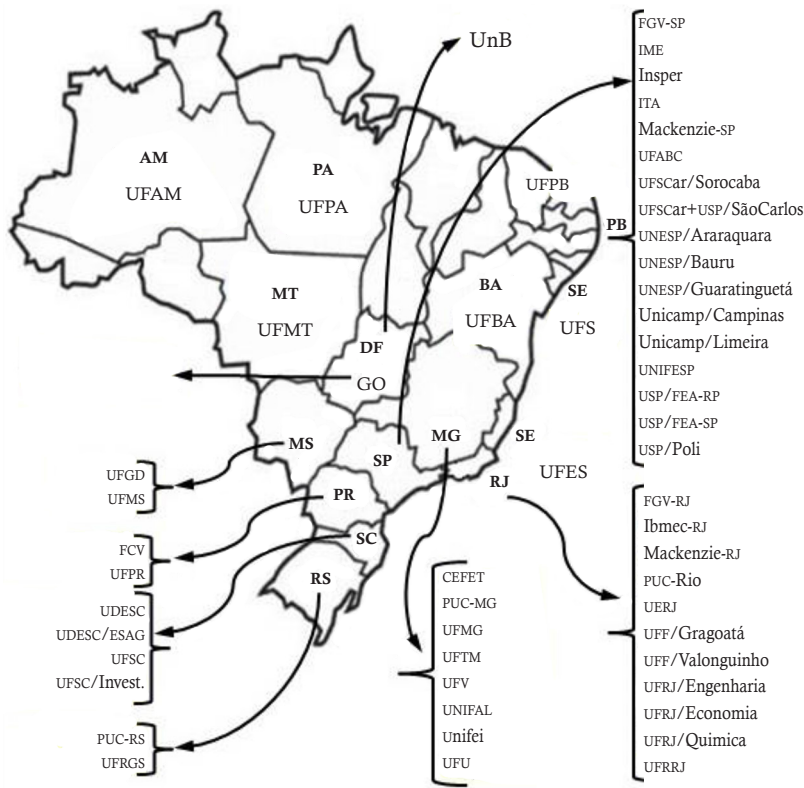 UnB
AM
UFAM
PA
UFPA
UFPB
PB
MT
UFMT
BA
UFBA
SE
UFS
DF
GO
MS
MG
SE
SP
UFES
RJ
PR
SC
RS
UFGD
UFMS
FCV
UFPR
UDESC
UDESC/ESAG
UFSC
UFSC/Invest.
PUC-RS
UFRGS
CEFET
PUC-MG
UFMG
UFTM
UFV
UNIFAL
Unifei
UFU
FGV-SP
IME
Insper
ITA
Mackenzie-SP
UFABC
UFSCar/Sorocaba
UFSCar+USP/SãoCarlos
UNESP/Araraquara
UNESP/Bauru
UNESP/Guaratinguetá
Unicamp/Campinas
Unicamp/Limeira
UNIFESP
USP/FEA-RP
USP/FEA-SP
USP/Poli
FGV-RJ
Ibmec-RJ
Mackenzie-RJ
PUC-Rio
UERJ
UFF/Gragoatá
UFF/Valonguinho
UFRJ/Engenharia
UFRJ/Economia
UFRJ/Quimica
UFRRJ